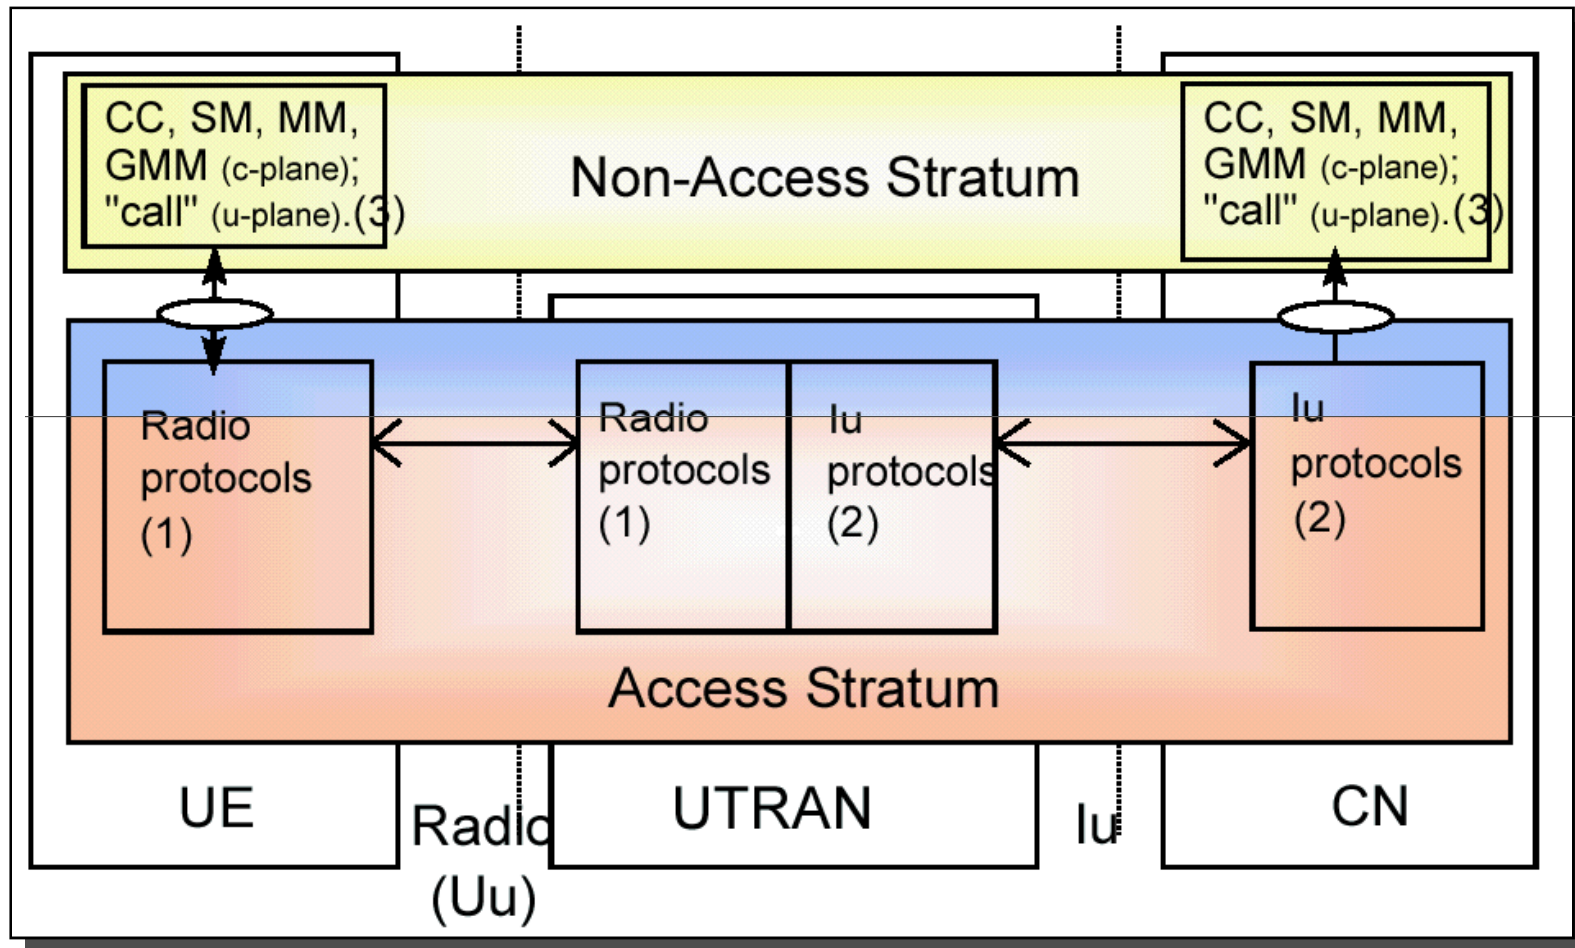 CC, SM, MM,
GMM (c-plane);
"call" (u-plane).(3)
Non-Access Stratum
CC, SM, MM,
GMM (c-plane);
"call" (u-plane).(3)
Radio
protocols
(1)
Radio
protocols
(1)
Iu
protocols
(2)
Iu
protocols
(2)
Access Stratum
UE
Radio
(Uu)
UTRAN
Iu
CN